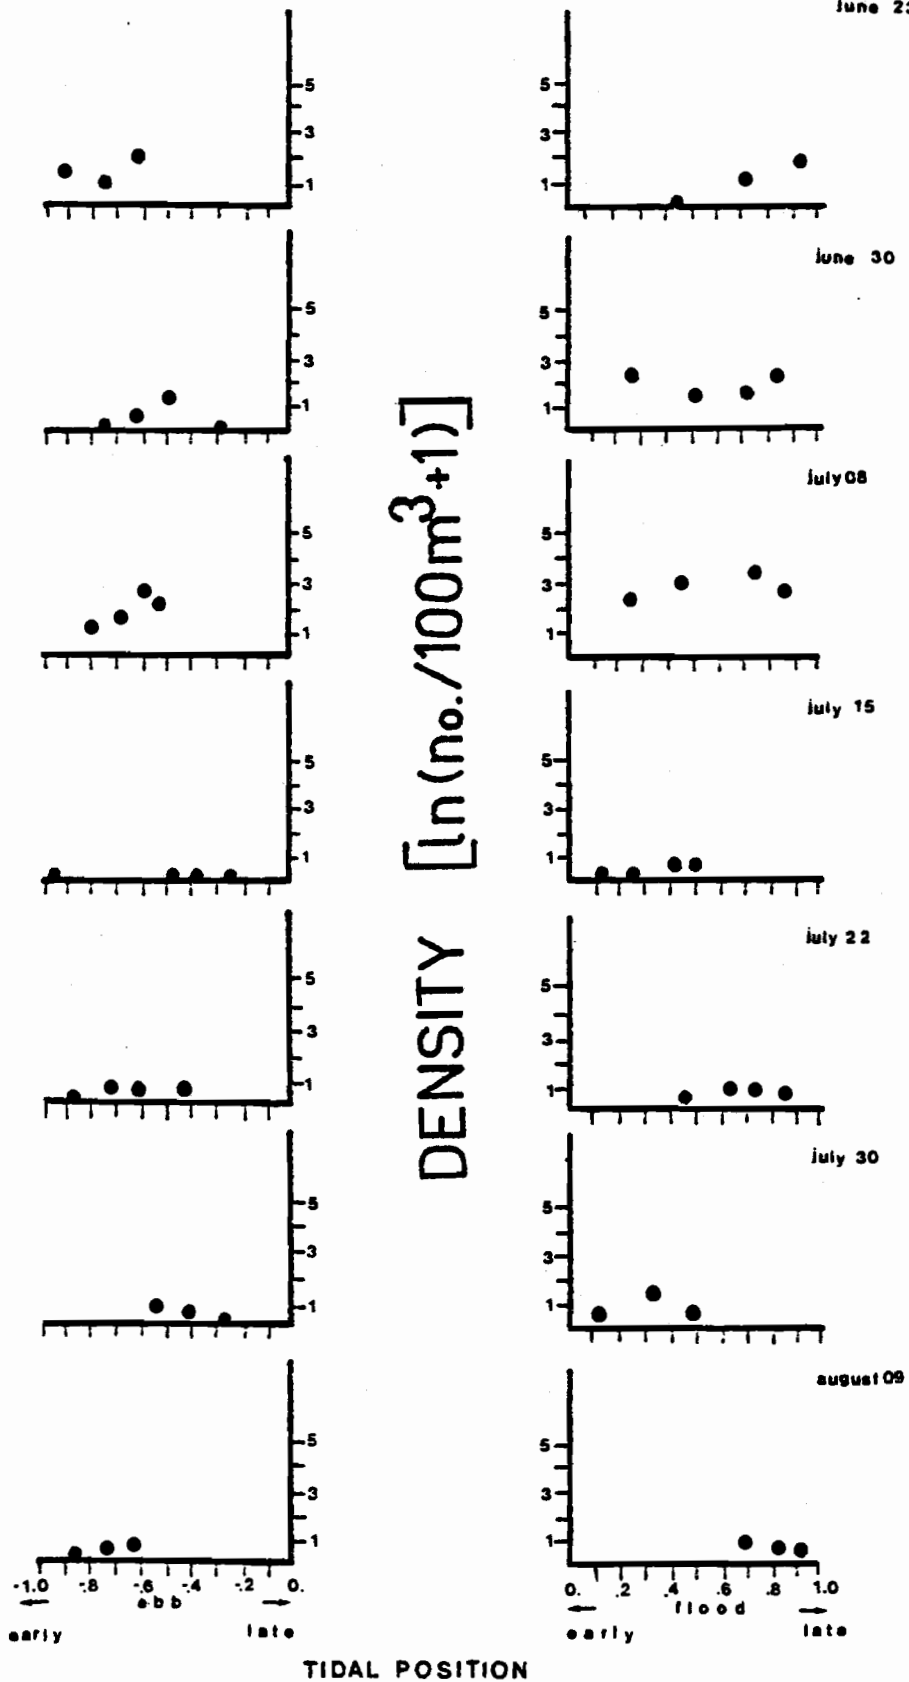 june 2
5 5
3 3
1 1
june 30
5 5
3 3
1 1
july 08
5 5
3 3
1 1
july 15
5 5
3 3
1 1
july 22
5 5
3 3
1 1
july 30
5 5
3 3
1 1
august 09
5 5
3 3
1 1
DENSITY [ln(no./100m³+1)]
-1.0 -.8 -.6 -.4 -.2 0. 0. .2 .4 .6 .8 1.0
ebb flood
early late early late
TIDAL POSITION